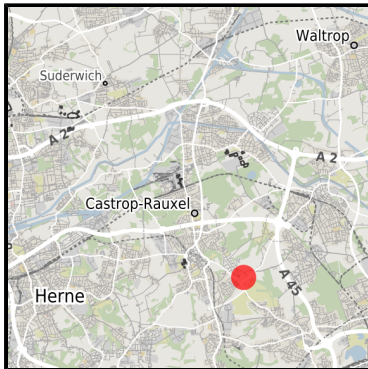 Waltrop
Suderwich
A 2
A 2
Castrop-Rauxel
A 45
Herne